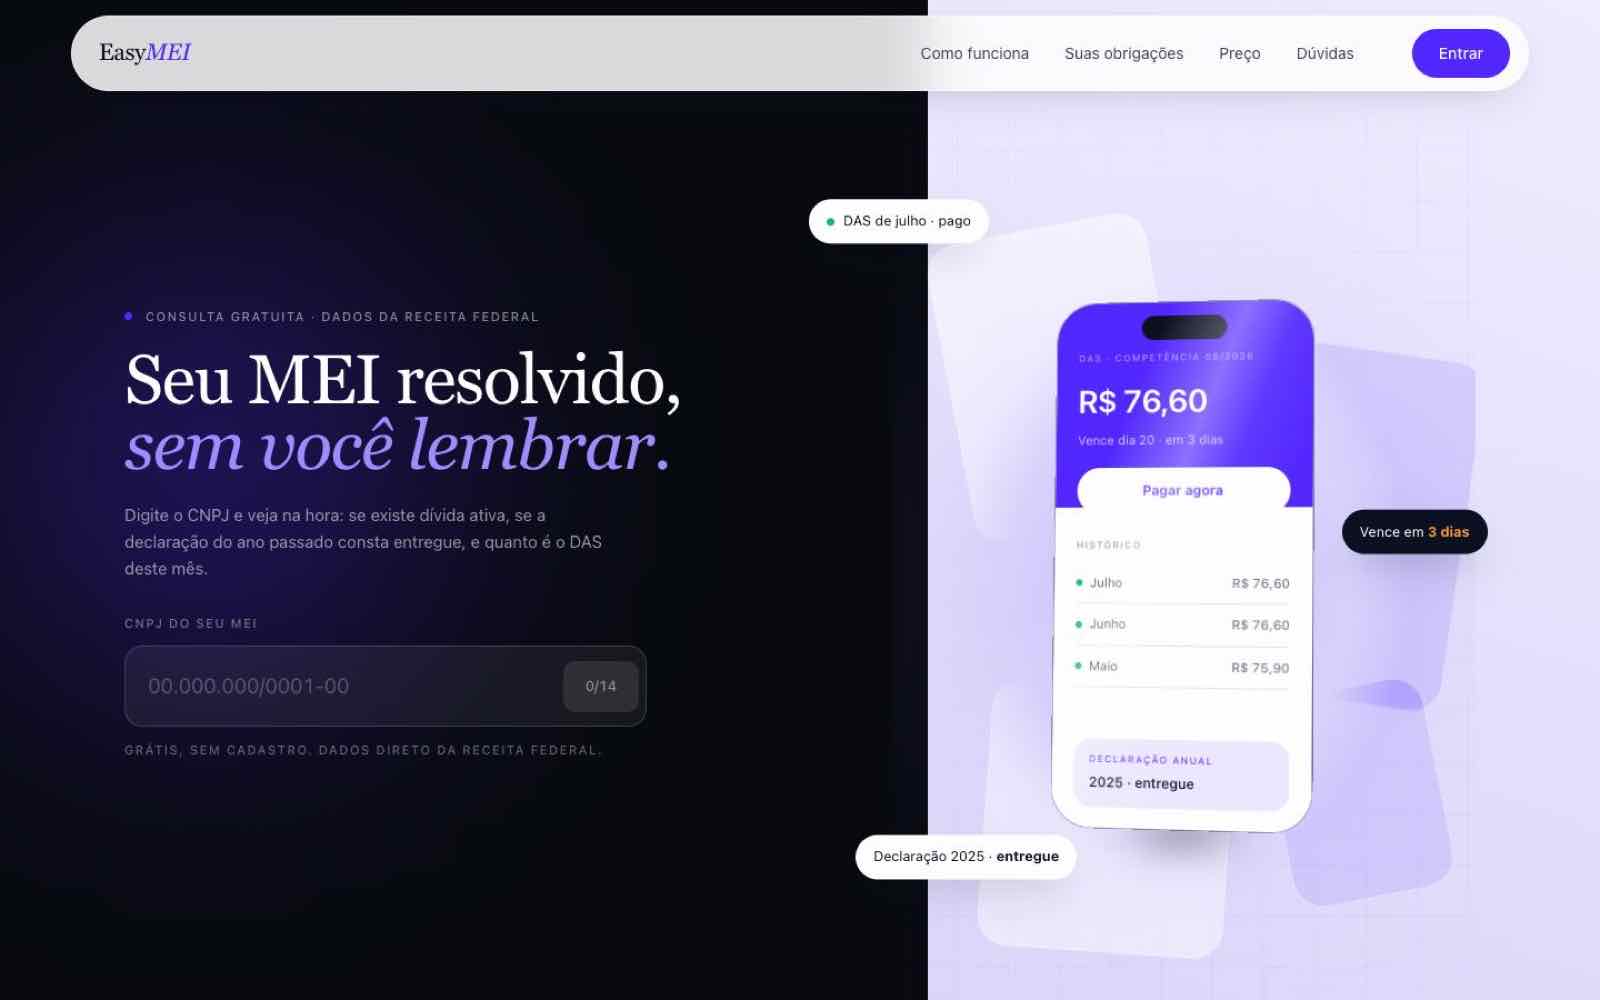 EasyMEI
Como funciona
Suas obrigações
Preço
Dúvidas
Entrar
DAS de julho · pago
CONSULTA GRATUITA · DADOS DA RECEITA FEDERAL
Seu MEI resolvido,
sem você lembrar.
Digite o CNPJ e veja na hora: se existe dívida ativa, se a
declaração do ano passado consta entregue, e quanto é o DAS
deste mês.
CNPJ DO SEU MEI
00.000.000/0001-00
0/14
GRÁTIS, SEM CADASTRO. DADOS DIRETO DA RECEITA FEDERAL.
DAS · COMPETÊNCIA 08/2026
R$ 76,60
Vence dia 20 · em 3 dias
Pagar agora
HISTÓRICO
Julho R$ 76,60
Junho R$ 76,60
Maio R$ 75,90
DECLARAÇÃO ANUAL
2025 · entregue
Vence em 3 dias
Declaração 2025 · entregue